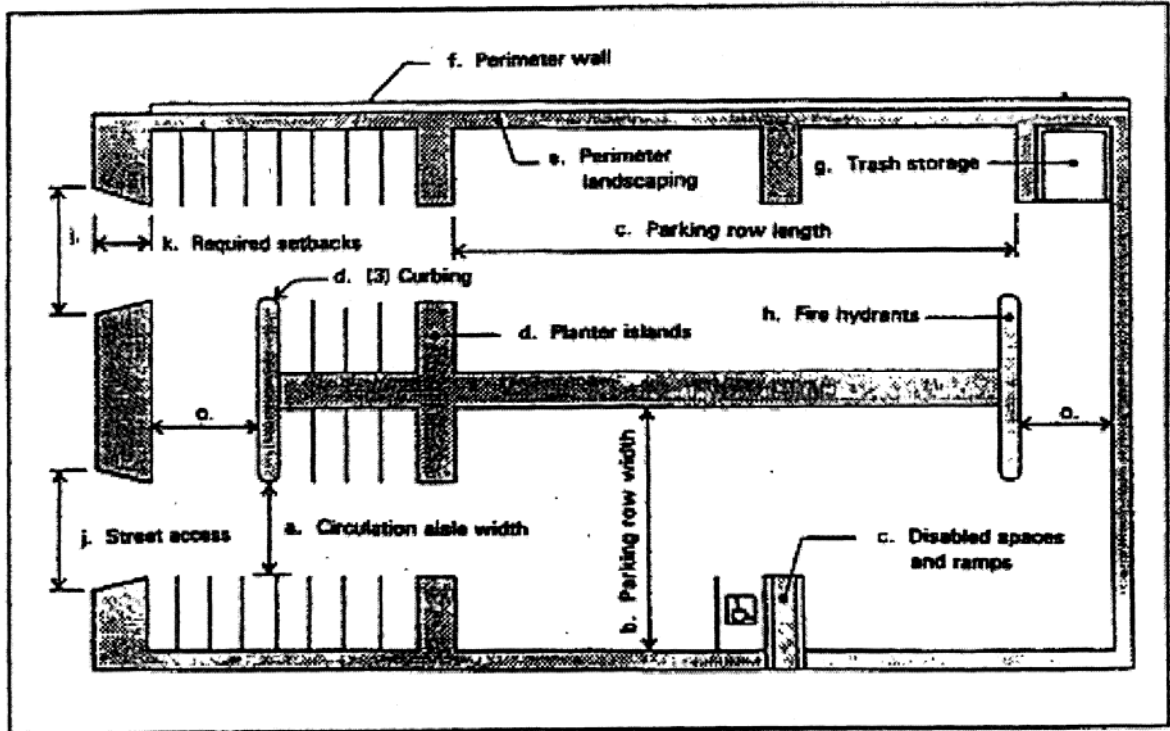 f. Perimeter wall
e. Perimeter
landscaping
g. Trash storage
j.
k. Required setbacks
c. Parking row length
d. (3) Curbing
h. Fire hydrants
d. Planter islands
o.
o.
b. Parking row width
j. Street access
a. Circulation aisle width
c. Disabled spaces
and ramps